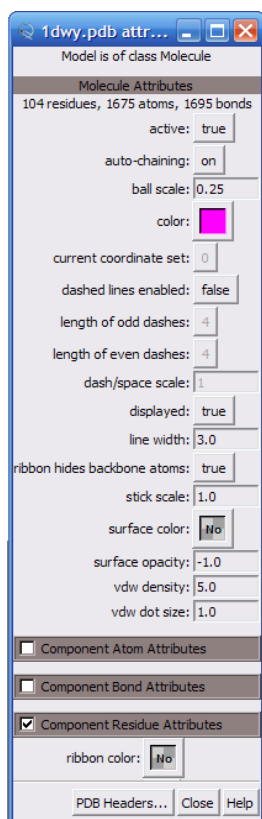 1dwy.pdb attr...
Model is of class Molecule
Molecule Attributes
104 residues, 1675 atoms, 1695 bonds
active: true
auto-chaining: on
ball scale: 0.25
color:
current coordinate set: 0
dashed lines enabled: false
length of odd dashes: 4
length of even dashes: 4
dash/space scale: 1
displayed: true
line width: 3.0
ribbon hides backbone atoms: true
stick scale: 1.0
surface color: No
surface opacity: -1.0
vdw density: 5.0
vdw dot size: 1.0
Component Atom Attributes
Component Bond Attributes
Component Residue Attributes
ribbon color: No
PDB Headers... Close Help